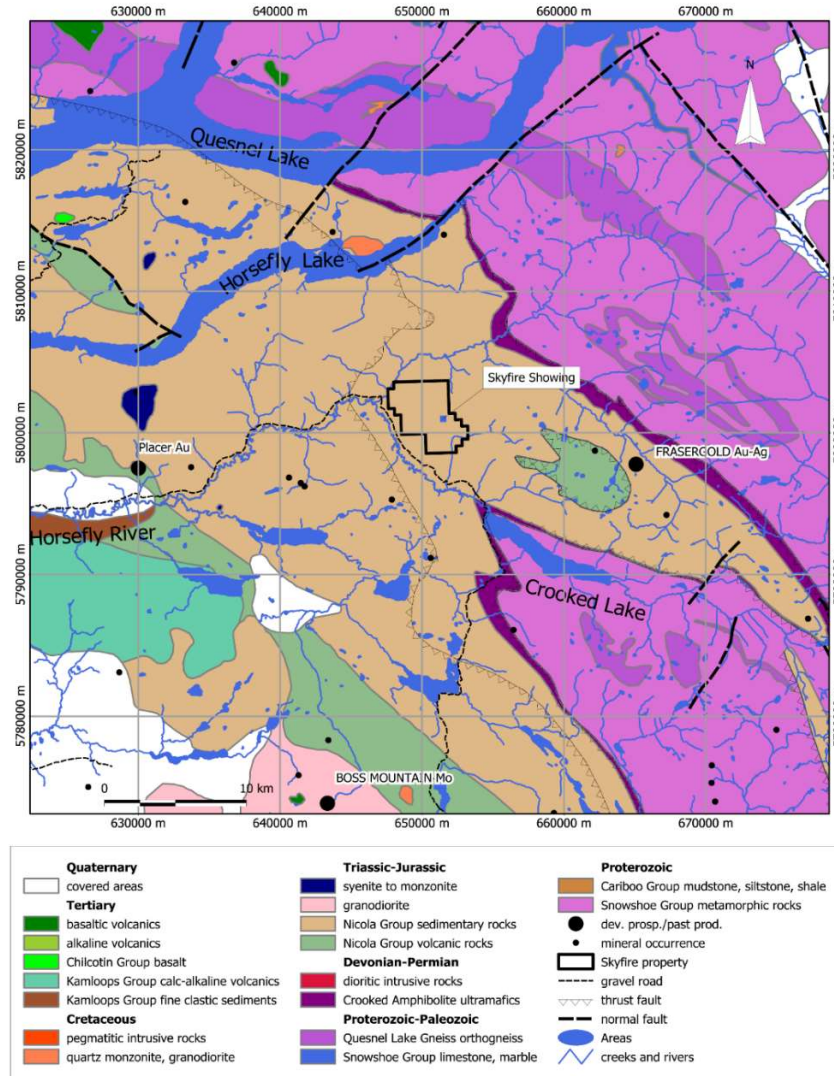 630000 m 640000 m 650000 m 660000 m 670000 m
N
5820000 m
Quesnel Lake
Horsefly Lake
5810000 m
Skyfire Showing
5800000 m
Placer Au
FRASERGOLD Au-Ag
Horsefly River
5790000 m
Crooked Lake
5780000 m
BOSS MOUNTAIN Mo
0 10 km
630000 m 640000 m 650000 m 660000 m 670000 m
Quaternary
covered areas
Tertiary
basaltic volcanics
alkaline volcanics
Chilcotin Group basalt
Kamloops Group calc-alkaline volcanics
Kamloops Group fine clastic sediments
Cretaceous
pegmatitic intrusive rocks
quartz monzonite, granodiorite
Triassic-Jurassic
syenite to monzonite
granodiorite
Nicola Group sedimentary rocks
Nicola Group volcanic rocks
Devonian-Permian
dioritic intrusive rocks
Crooked Amphibolite ultramafics
Proterozoic-Paleozoic
Quesnel Lake Gneiss orthogneiss
Snowshoe Group limestone, marble
Proterozoic
Cariboo Group mudstone, siltstone, shale
Snowshoe Group metamorphic rocks
dev. prosp./past prod.
mineral occurrence
Skyfire property
gravel road
thrust fault
normal fault
Areas
creeks and rivers